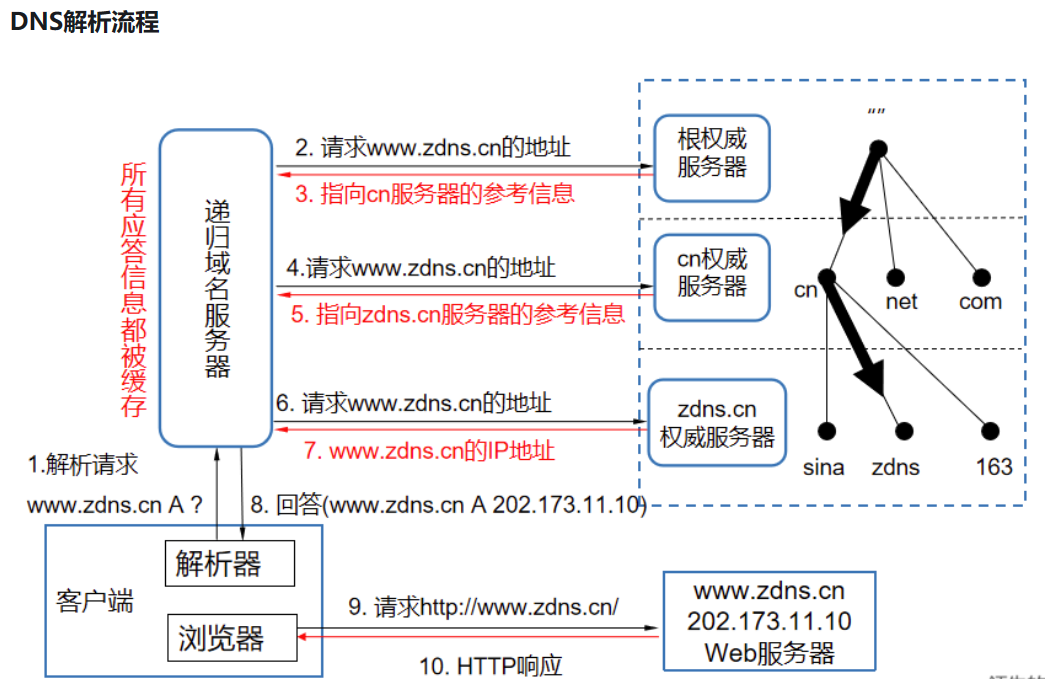 DNS解析流程
所有应答信息都被缓存
递归域名服务器
2. 请求www.zdns.cn的地址
3. 指向cn服务器的参考信息
4.请求www.zdns.cn的地址
5. 指向zdns.cn服务器的参考信息
6. 请求www.zdns.cn的地址
7. www.zdns.cn的IP地址
根权威
服务器
cn权威
服务器
zdns.cn
权威服务器
“”
cn
net
com
sina
zdns
163
1.解析请求
www.zdns.cn A ?
8. 回答(www.zdns.cn A 202.173.11.10)
客户端
解析器
浏览器
9. 请求http://www.zdns.cn/
10. HTTP响应
www.zdns.cn
202.173.11.10
Web服务器